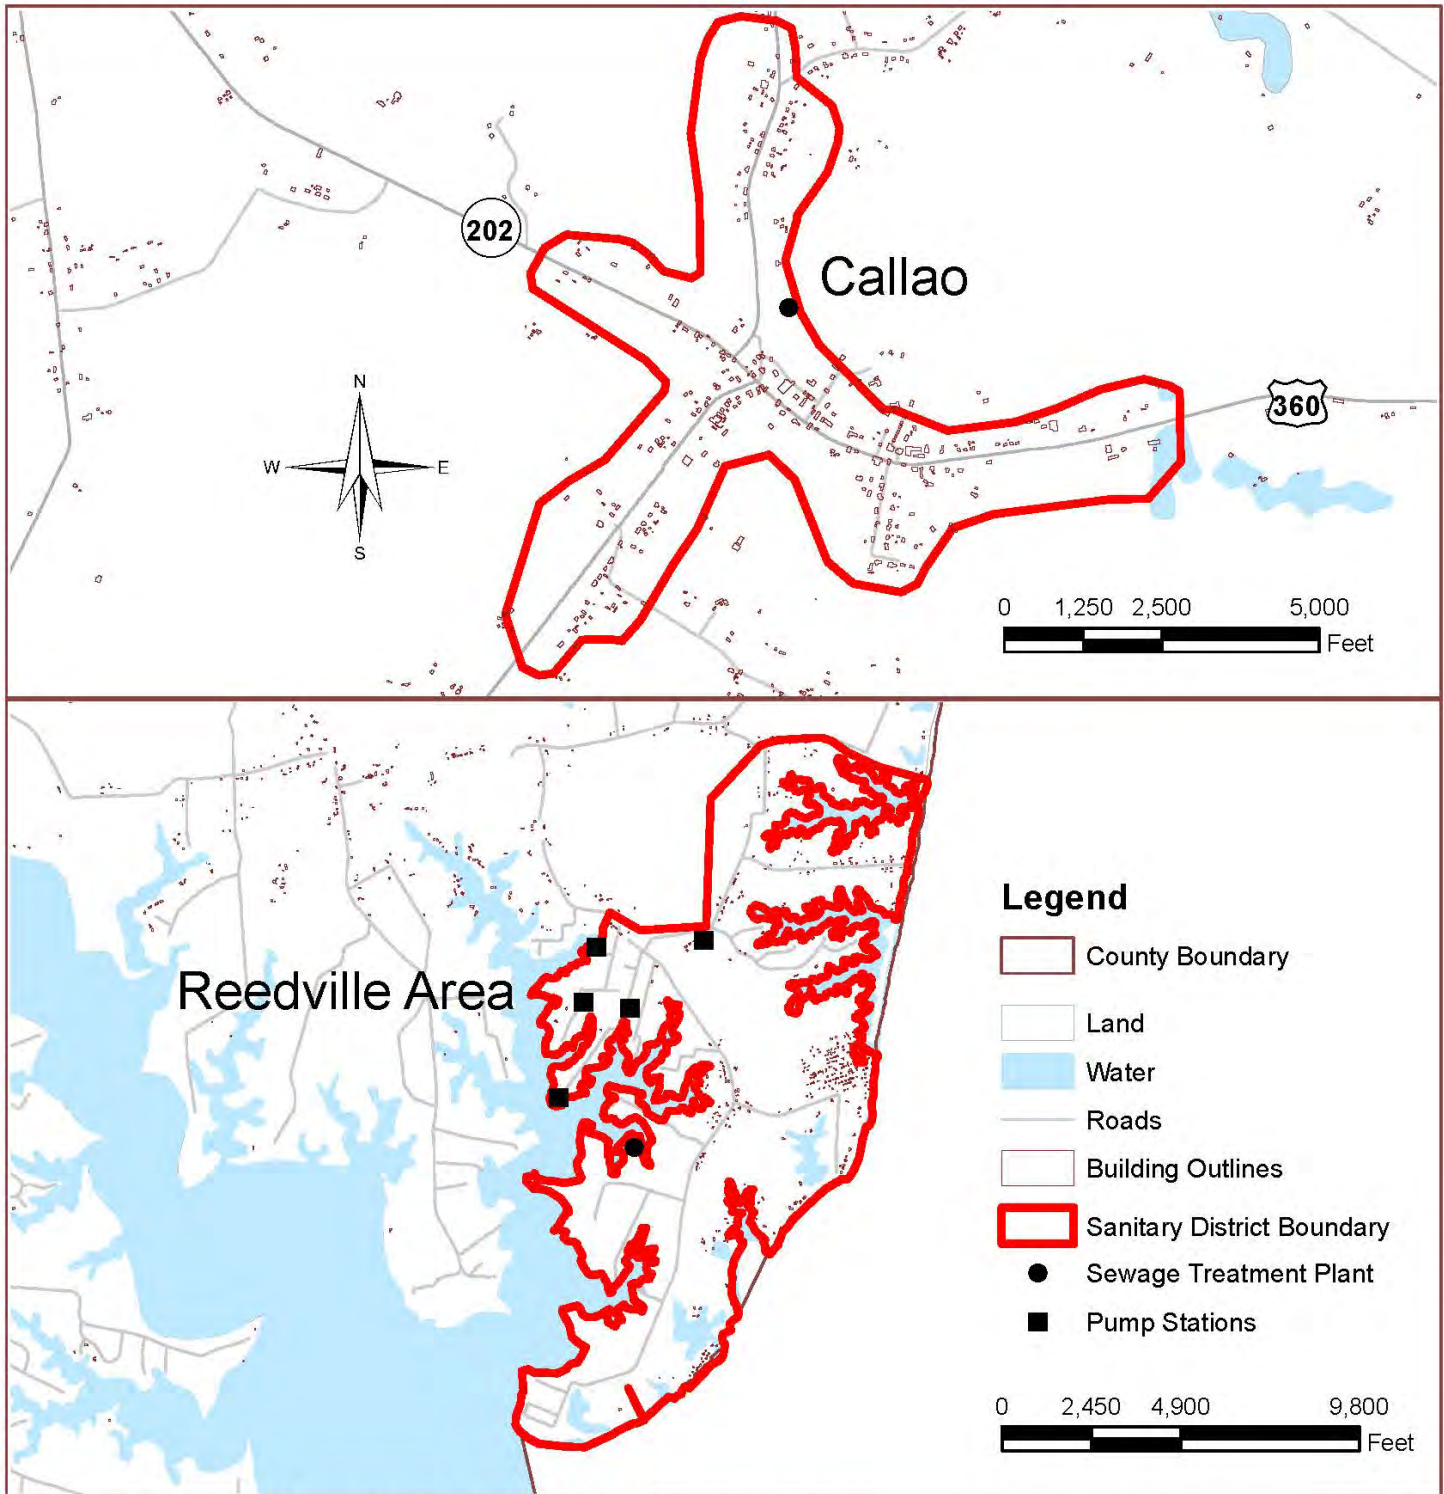 202
Callao
N
W E
S
360
0 1,250 2,500 5,000
Feet
Reedville Area
Legend
County Boundary
Land
Water
Roads
Building Outlines
Sanitary District Boundary
Sewage Treatment Plant
Pump Stations
0 2,450 4,900 9,800
Feet